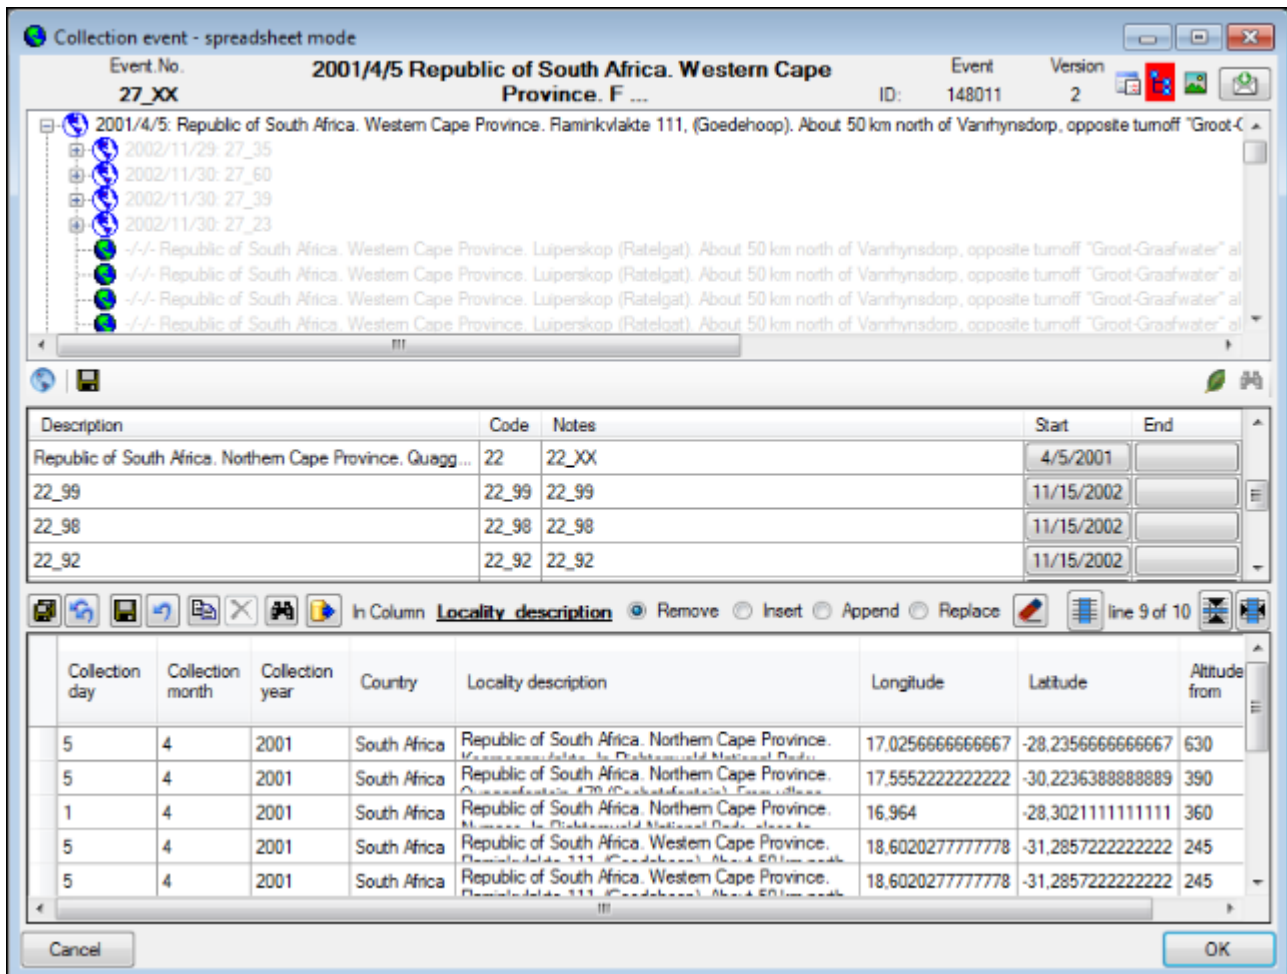 Collection event - spreadsheet mode
Event.No.
27_XX
2001/4/5 Republic of South Africa. Western Cape
Province. F ...
ID:
Event
148011
Version
2
2001/4/5: Republic of South Africa. Western Cape Province. Flaminkvlakte 111, (Goedehoop). About 50 km north of Vanrhynsdorp, opposite turnoff "Groot-G
2002/11/29: 27_35
2002/11/30: 27_60
2002/11/30: 27_39
2002/11/30: 27_23
-/-/- Republic of South Africa. Western Cape Province. Luiperskop (Ratelgat). About 50 km north of Vanrhynsdorp, opposite turnoff "Groot-Graafwater" al
-/-/- Republic of South Africa. Western Cape Province. Luiperskop (Ratelgat). About 50 km north of Vanrhynsdorp, opposite turnoff "Groot-Graafwater" al
-/-/- Republic of South Africa. Western Cape Province. Luiperskop (Ratelgat). About 50 km north of Vanrhynsdorp, opposite turnoff "Groot-Graafwater" al
-/-/- Republic of South Africa. Western Cape Province. Luiperskop (Ratelgat). About 50 km north of Vanrhynsdorp, opposite turnoff "Groot-Graafwater" al
Description Code Notes Start End
Republic of South Africa. Northern Cape Province. Quagg... 22 22_XX 4/5/2001
22_99 22_99 22_99 11/15/2002
22_98 22_98 22_98 11/15/2002
22_92 22_92 22_92 11/15/2002
In Column Locality description Remove Insert Append Replace line 9 of 10
Collection day Collection month Collection year Country Locality description Longitude Latitude Altitude from
5 4 2001 South Africa Republic of South Africa. Northern Cape Province. 17,0256666666667 -28,2356666666667 630
5 4 2001 South Africa Republic of South Africa. Northern Cape Province. 17,5552222222222 -30,2236388888889 390
1 4 2001 South Africa Republic of South Africa. Northern Cape Province. 16,964 -28,3021111111111 360
5 4 2001 South Africa Republic of South Africa. Western Cape Province. 18,6020277777778 -31,2857222222222 245
5 4 2001 South Africa Republic of South Africa. Western Cape Province. 18,6020277777778 -31,2857222222222 245
Cancel
OK